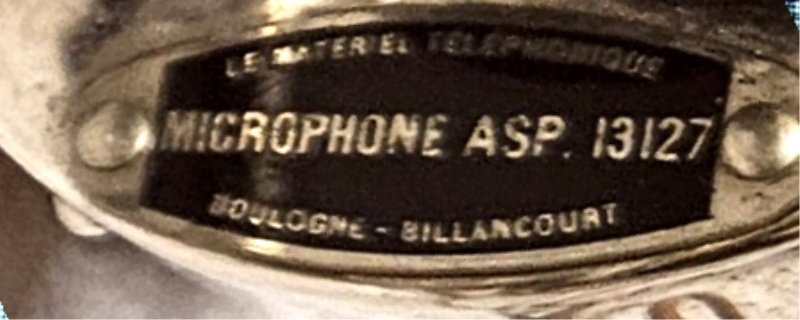 LE MATERIEL TELEPHONIQUE
MICROPHONE ASP. 13127
BOULOGNE - BILLANCOURT